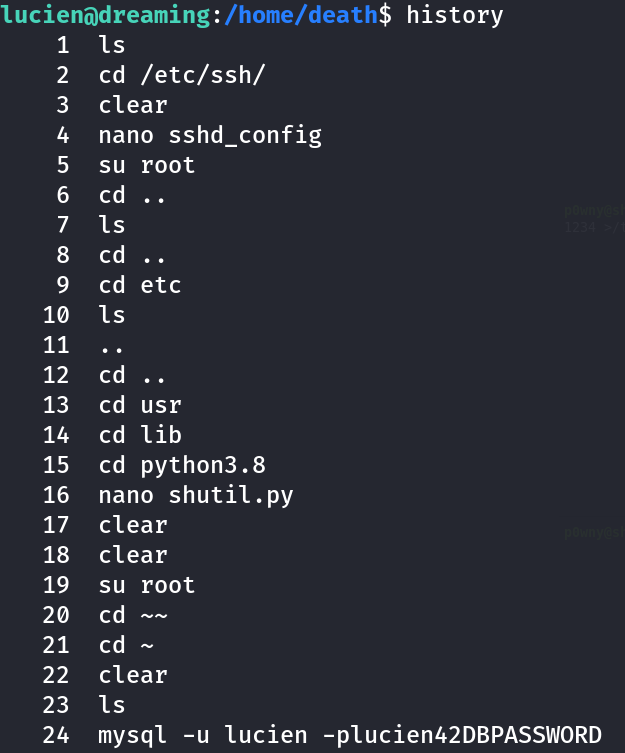 lucien@dreaming:/home/death$ history
1 ls
2 cd /etc/ssh/
3 clear
4 nano sshd_config
5 su root
6 cd ..
7 ls
8 cd ..
9 cd etc
10 ls
11 ..
12 cd ..
13 cd usr
14 cd lib
15 cd python3.8
16 nano shutil.py
17 clear
18 clear
19 su root
20 cd ~~
21 cd ~
22 clear
23 ls
24 mysql -u lucien -plucien42DBPASSWORD